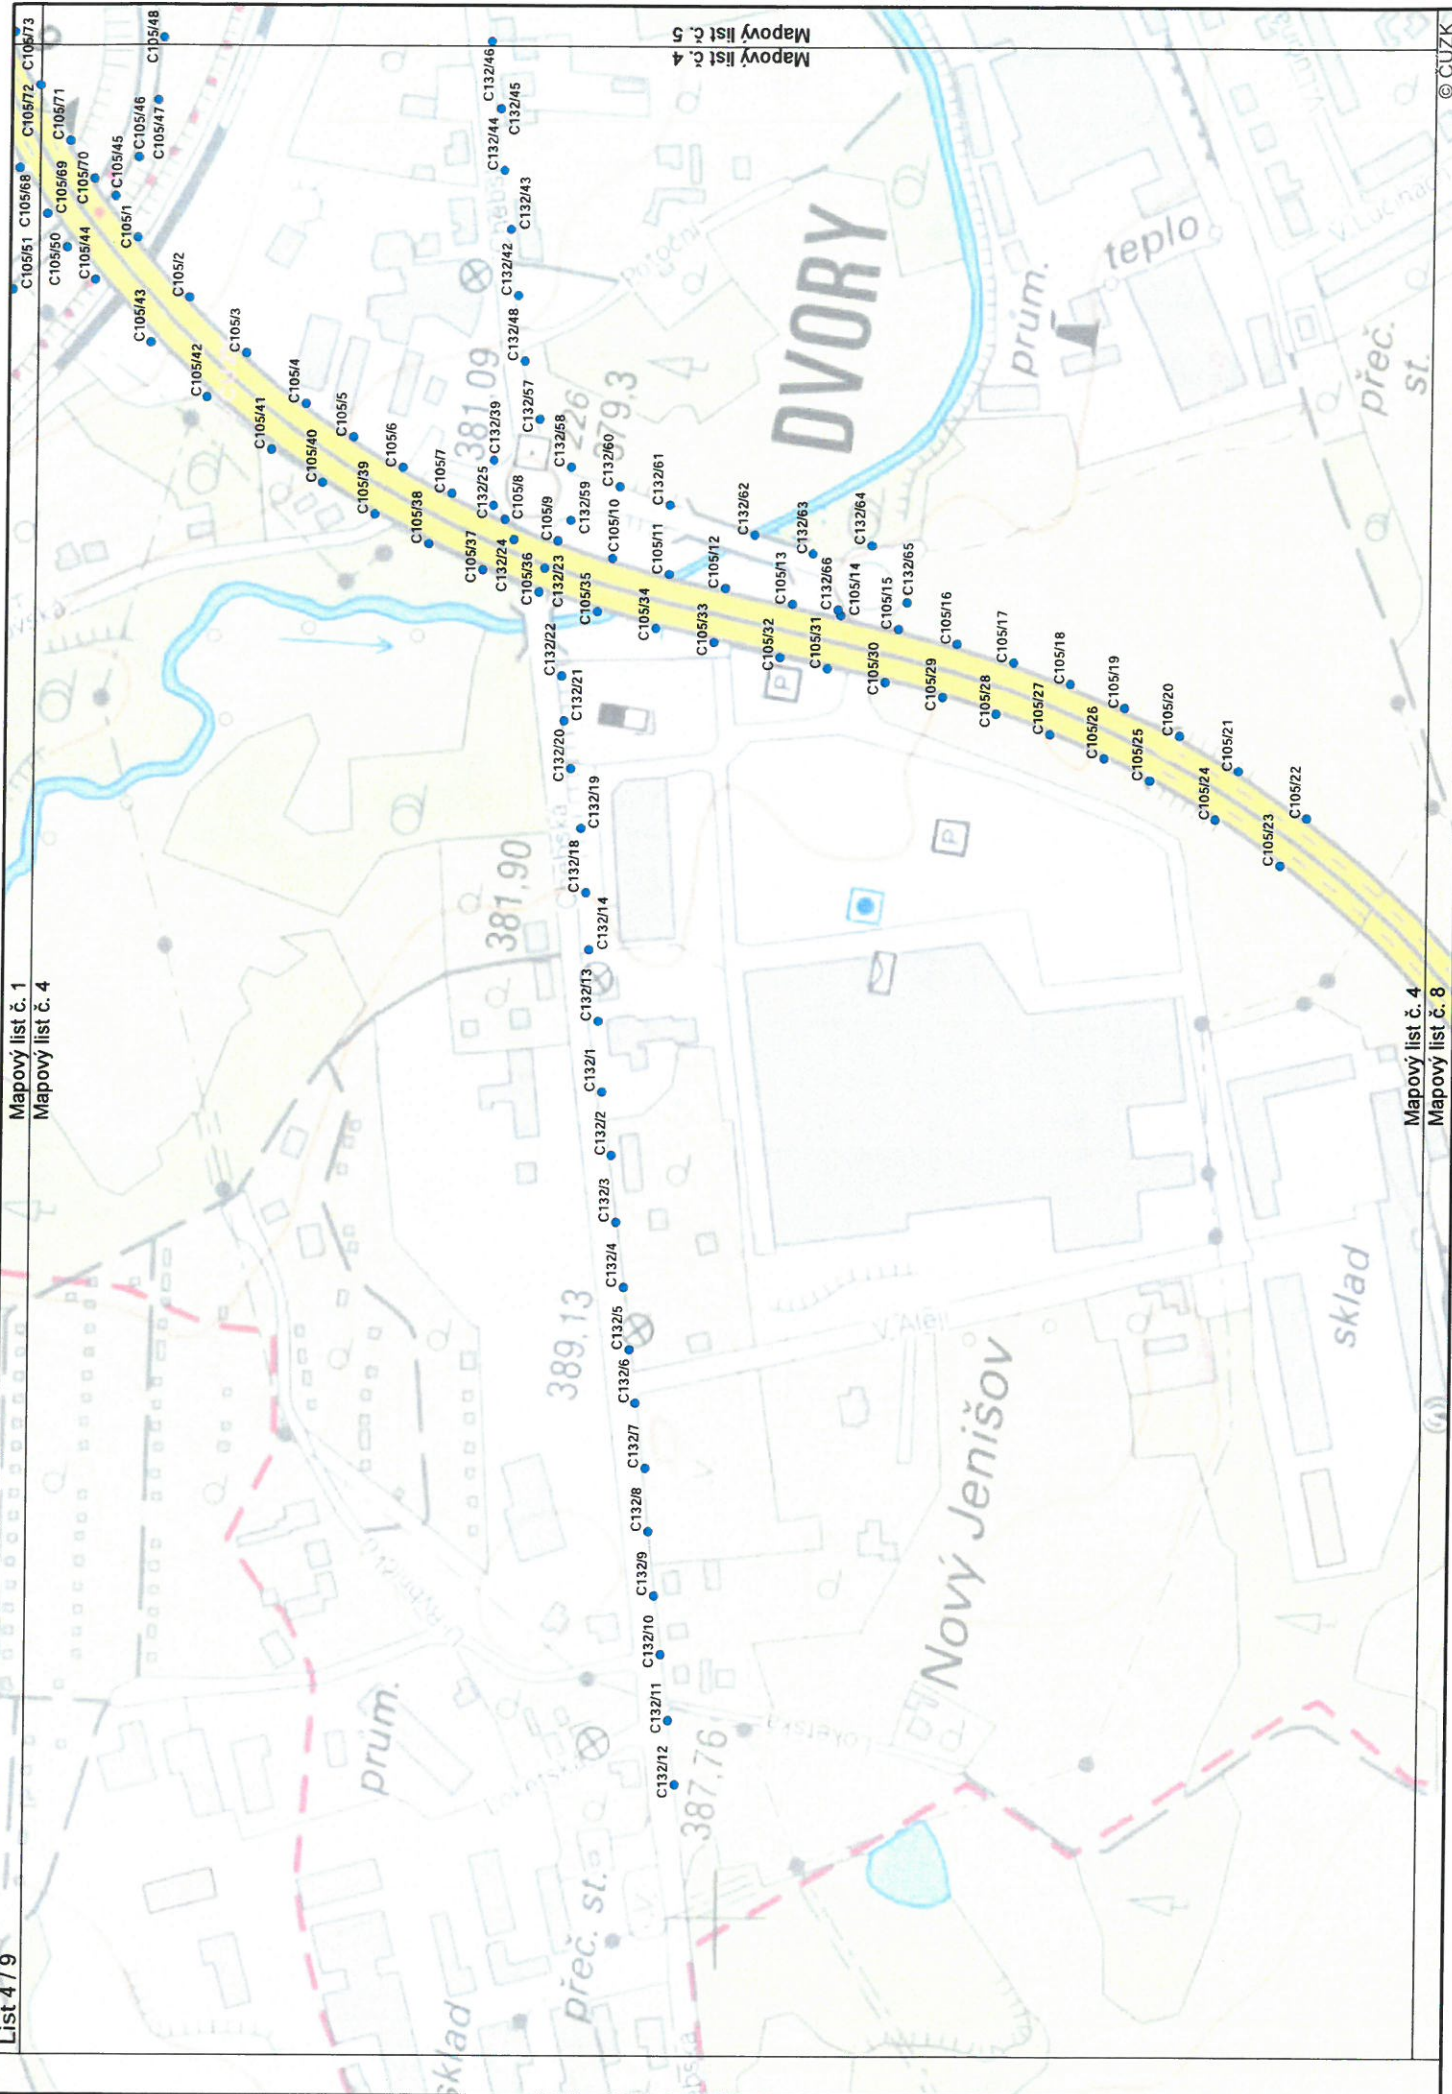 List 4 / 9
Mapový list č. 1
Mapový list č. 4
Mapový list č. 4
Mapový list č. 5
Mapový list č. 4
Mapový list č. 8
© ČÚZK
C105/51
C105/68
C105/72
C105/73
C105/50
C105/69
C105/71
C105/44
C105/70
C105/45
C105/46
C105/47
C105/48
C105/1
C105/43
C105/2
C105/42
C105/3
C105/41
C105/4
C105/40
C105/5
C105/39
C105/6
C105/38
C105/7
C105/37
C132/25
C132/39
C105/8
C132/24
C105/36
C105/9
C132/23
C105/35
C105/10
C105/34
C105/11
C105/33
C105/12
C105/32
C105/13
C105/31
C132/66
C105/14
C105/30
C105/15
C105/29
C105/16
C105/28
C105/17
C105/27
C105/18
C105/26
C105/19
C105/25
C105/20
C105/24
C105/21
C105/23
C105/22
C132/46
C132/45
C132/44
C132/43
C132/42
C132/48
C132/57
C132/58
C132/59
C132/60
C132/61
C132/62
C132/63
C132/64
C132/65
C132/22
C132/21
C132/20
C132/19
C132/18
C132/14
C132/13
C132/1
C132/2
C132/3
C132/4
C132/5
C132/6
C132/7
C132/8
C132/9
C132/10
C132/11
C132/12
381,09
226
379,3
381,90
389,13
387,76
DVORY
Nový Jenišov
prům.
teplo
přeč.
st.
prům.
přeč. st.
sklad
sklad
V Aleji
Loketská
Potoční
P
P